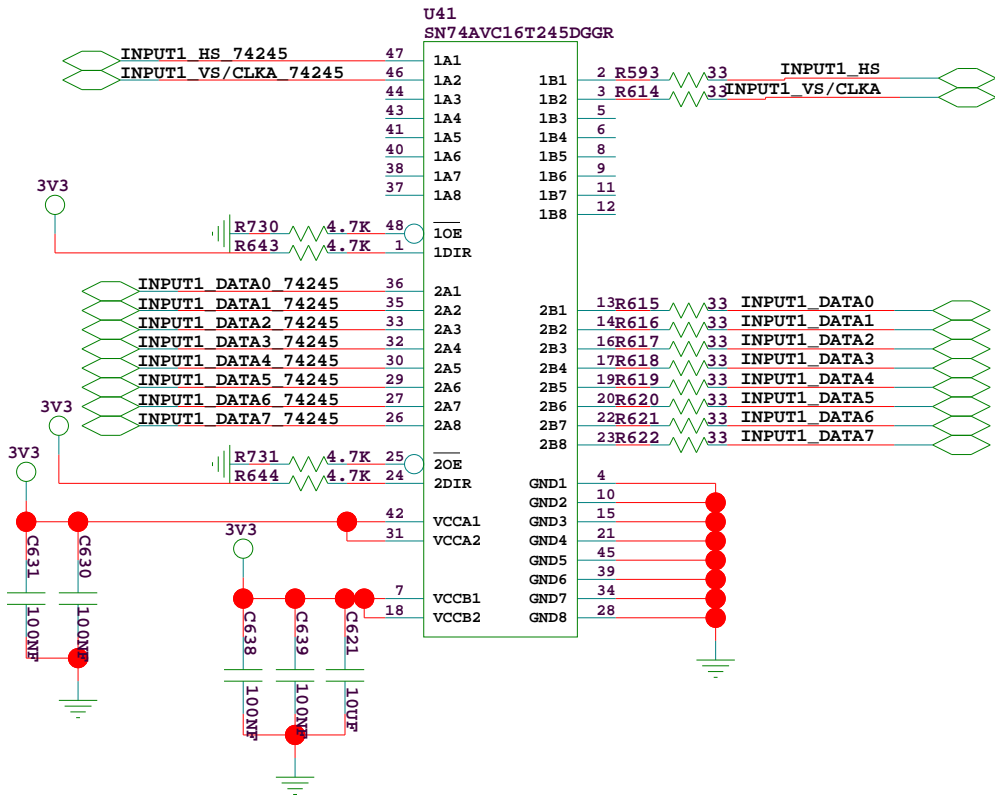 U41
SN74AVC16T245DGGR
INPUT1_HS_74245 47 1A1
INPUT1_VS/CLKA_74245 46 1A2 1B1 2 R593 33 INPUT1_HS
44 1A3 1B2 3 R614 33 INPUT1_VS/CLKA
43 1A4 1B3 5
41 1A5 1B4 6
40 1A6 1B5 8
38 1A7 1B6 9
37 1A8 1B7 11
3V3
1B8 12
R730 4.7K 48 1OE
R643 4.7K 1 1DIR
INPUT1_DATA0_74245 36 2A1
INPUT1_DATA1_74245 35 2A2 2B1 13 R615 33 INPUT1_DATA0
INPUT1_DATA2_74245 33 2A3 2B2 14 R616 33 INPUT1_DATA1
INPUT1_DATA3_74245 32 2A4 2B3 16 R617 33 INPUT1_DATA2
INPUT1_DATA4_74245 30 2A5 2B4 17 R618 33 INPUT1_DATA3
INPUT1_DATA5_74245 29 2A6 2B5 19 R619 33 INPUT1_DATA4
INPUT1_DATA6_74245 27 2A7 2B6 20 R620 33 INPUT1_DATA5
3V3
INPUT1_DATA7_74245 26 2A8 2B7 22 R621 33 INPUT1_DATA6
2B8 23 R622 33 INPUT1_DATA7
3V3
R731 4.7K 25 2OE
R644 4.7K 24 2DIR GND1 4
GND2 10
42 VCCA1 GND3 15
31 VCCA2 GND4 21
3V3
GND5 45
GND6 39
7 VCCB1 GND7 34
18 VCCB2 GND8 28
C631
100NF
C630
100NF
C638
100NF
C639
100NF
C621
10UF